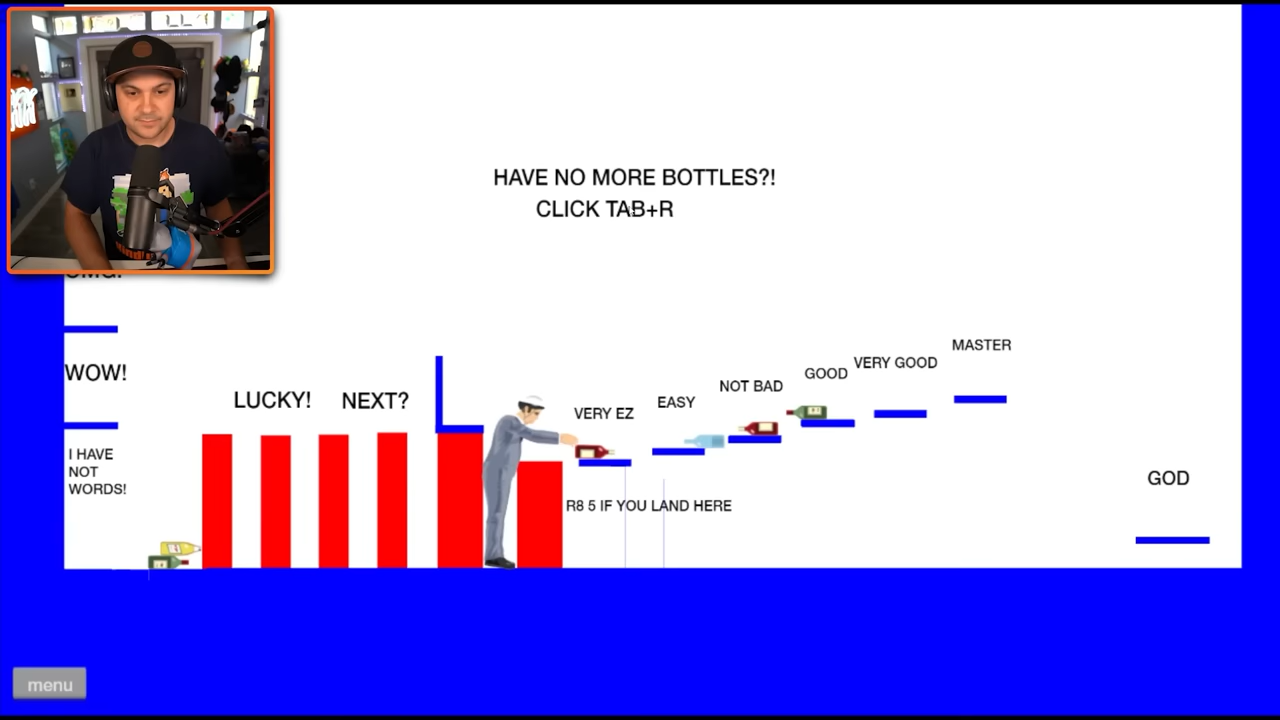 HAVE NO MORE BOTTLES?!
CLICK TAB+R
OMG!
WOW!
I HAVE
NOT
WORDS!
LUCKY!
NEXT?
VERY EZ
EASY
NOT BAD
GOOD
VERY GOOD
MASTER
R8 5 IF YOU LAND HERE
GOD
menu